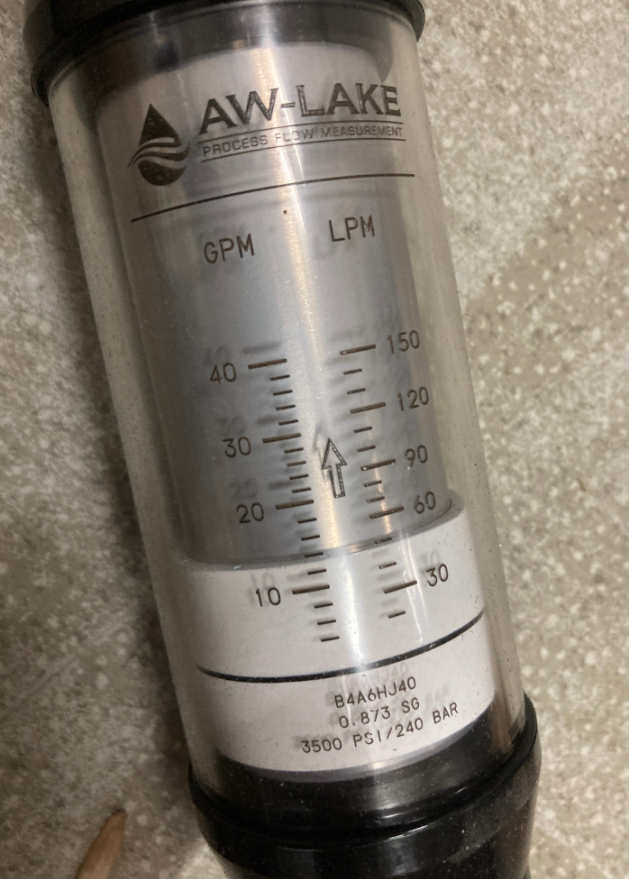 AW-LAKE
PROCESS FLOW MEASUREMENT
GPM LPM
40 150
30 120
20 90
10 60
30
B4A6HJ40
0.873 SG
3500 PSI/240 BAR